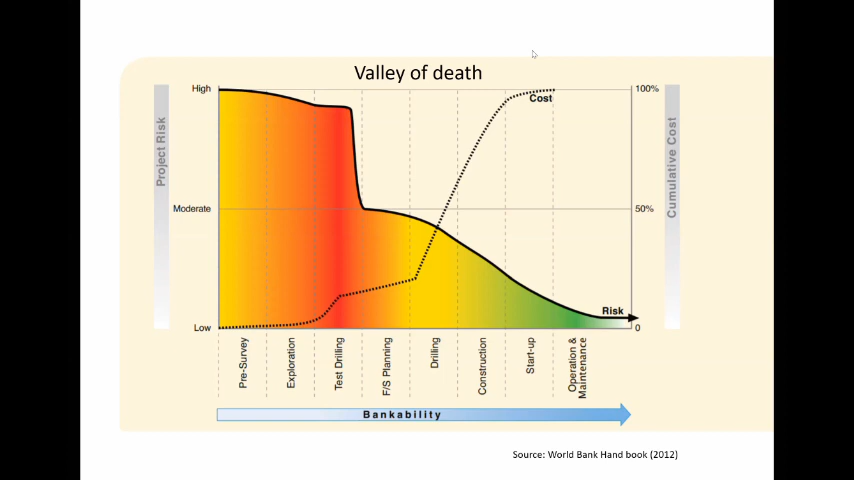 Valley of death
High
100%
Cost
Project Risk
Cumulative Cost
Moderate
50%
Risk
Low
0
Pre-Survey
Exploration
Test Drilling
F/S Planning
Drilling
Construction
Start-up
Operation &
Maintenance
Bankability
Source: World Bank Hand book (2012)